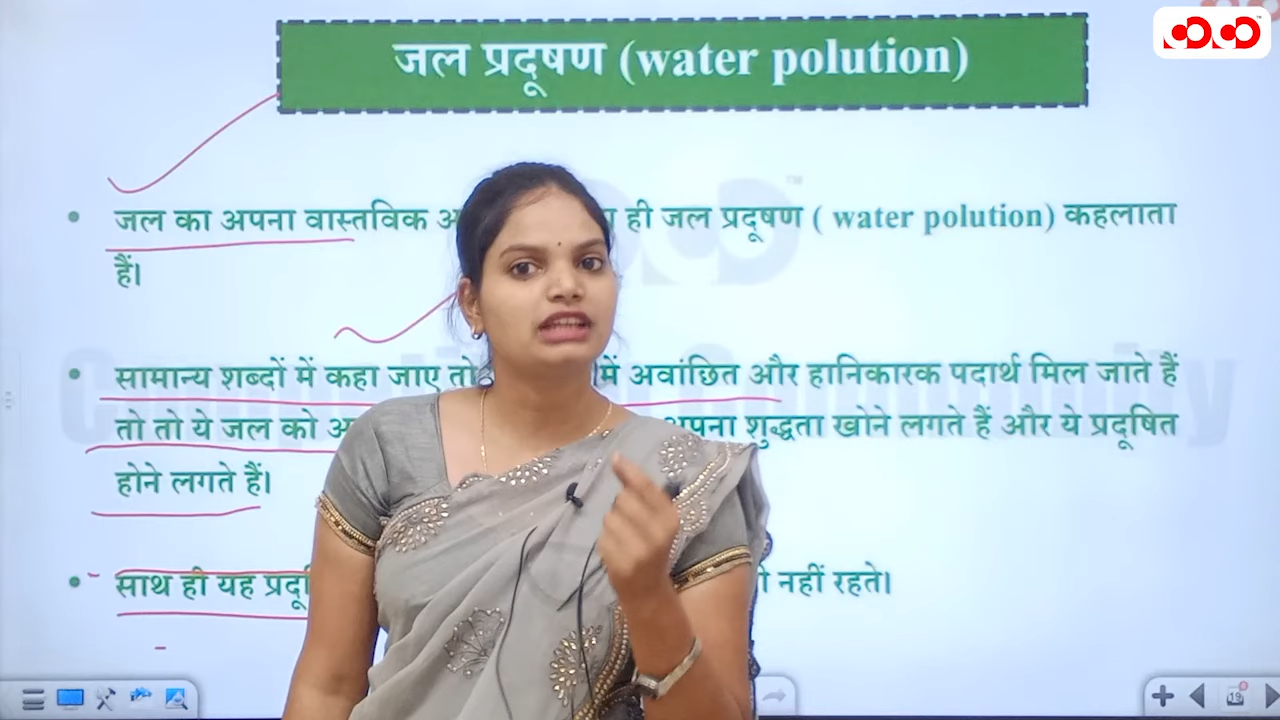 जल प्रदूषण (water polution)
• जल का अपना वास्तविक ही जल प्रदूषण ( water polution) कहलाता
हैं।
• सामान्य शब्दों में कहा जाए तो में अवांछित और हानिकारक पदार्थ मिल जाते हैं
तो तो ये जल को अपना शुद्धता खोने लगते हैं और ये प्रदूषित
होने लगते हैं।
• साथ ही यह नहीं रहते।
19